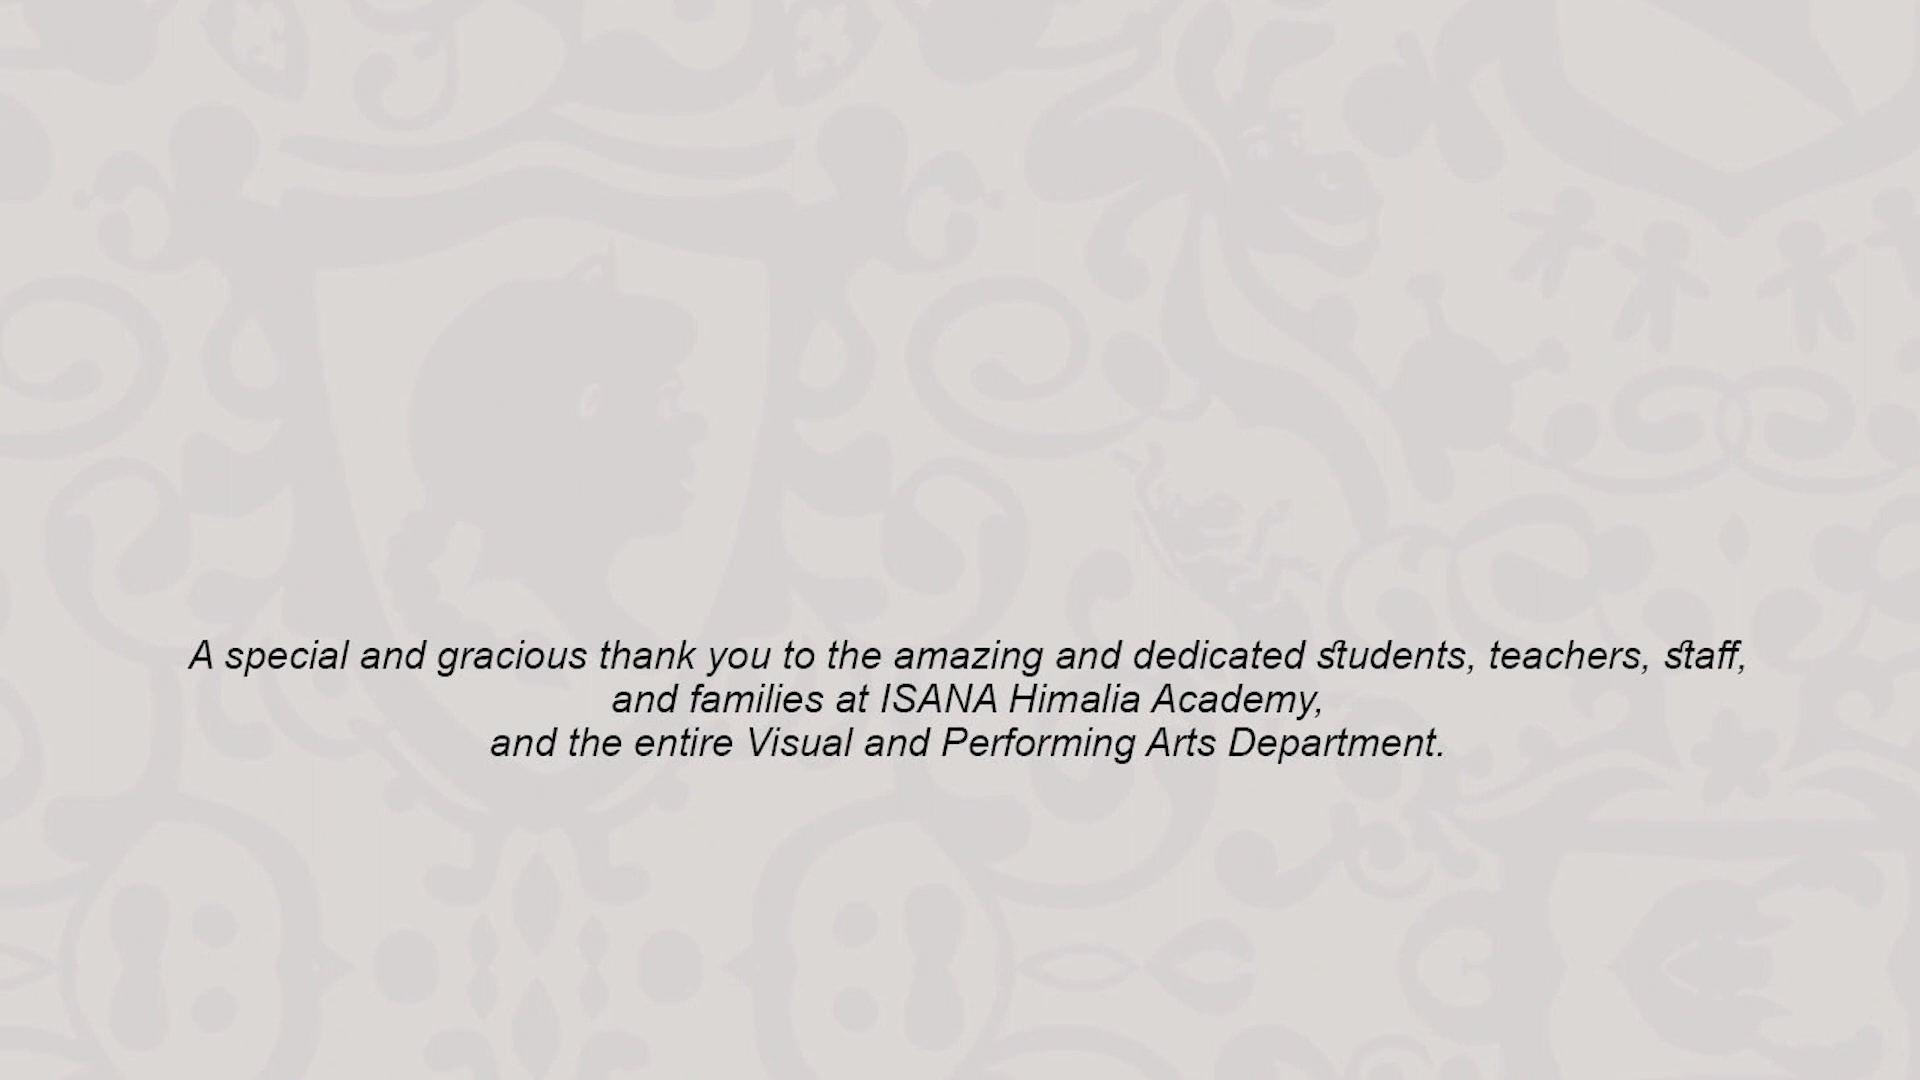 A special and gracious thank you to the amazing and dedicated students, teachers, staff,
and families at ISANA Himalia Academy,
and the entire Visual and Performing Arts Department.